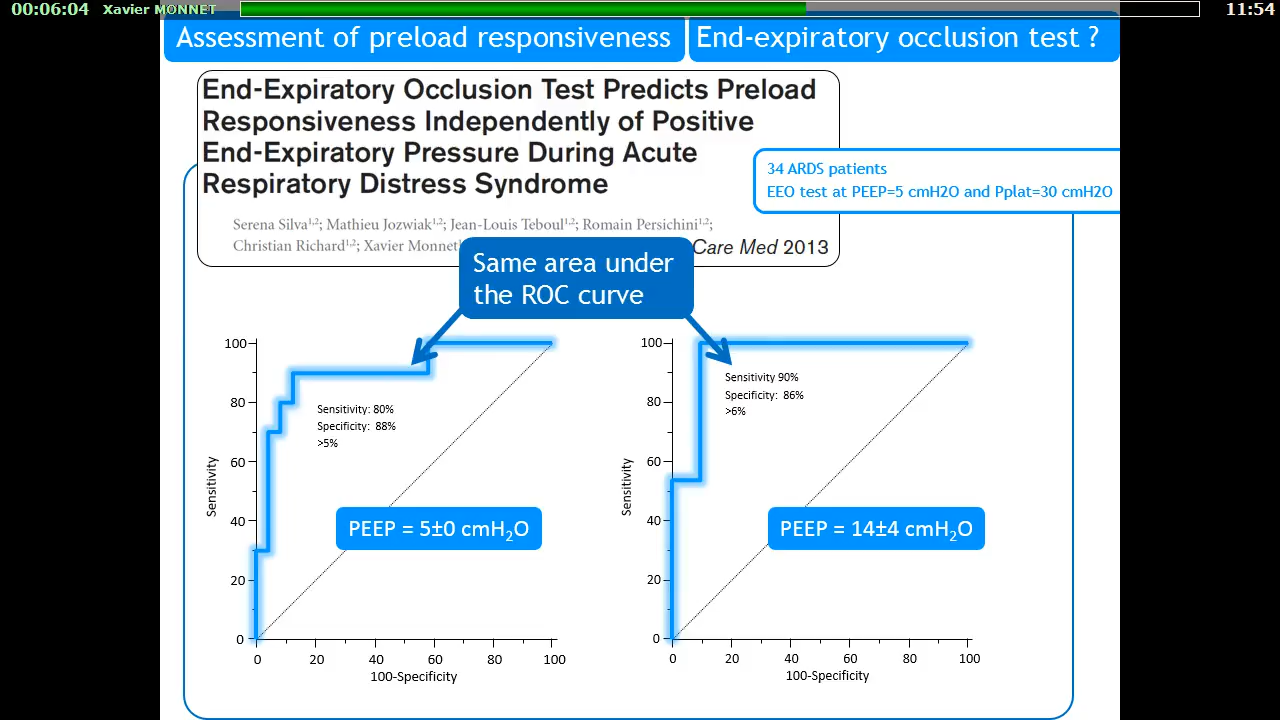 00:06:04 Xavier MONNET 11:54
Assessment of preload responsiveness
End-expiratory occlusion test ?
End-Expiratory Occlusion Test Predicts Preload
Responsiveness Independently of Positive
End-Expiratory Pressure During Acute
Respiratory Distress Syndrome
34 ARDS patients
EEO test at PEEP=5 cmH2O and Pplat=30 cmH2O
Serena Silva1,2; Mathieu Jozwiak1,2; Jean-Louis Teboul1,2; Romain Persichini1,2;
Christian Richard1,2; Xavier Monnet
Care Med 2013
Same area under
the ROC curve
100
80
60
40
20
0
Sensitivity
Sensitivity: 80%
Specificity: 88%
>5%
PEEP = 5±0 cmH2O
0 20 40 60 80 100
100-Specificity
100
80
60
40
20
0
Sensitivity
Sensitivity 90%
Specificity: 86%
>6%
PEEP = 14±4 cmH2O
0 20 40 60 80 100
100-Specificity